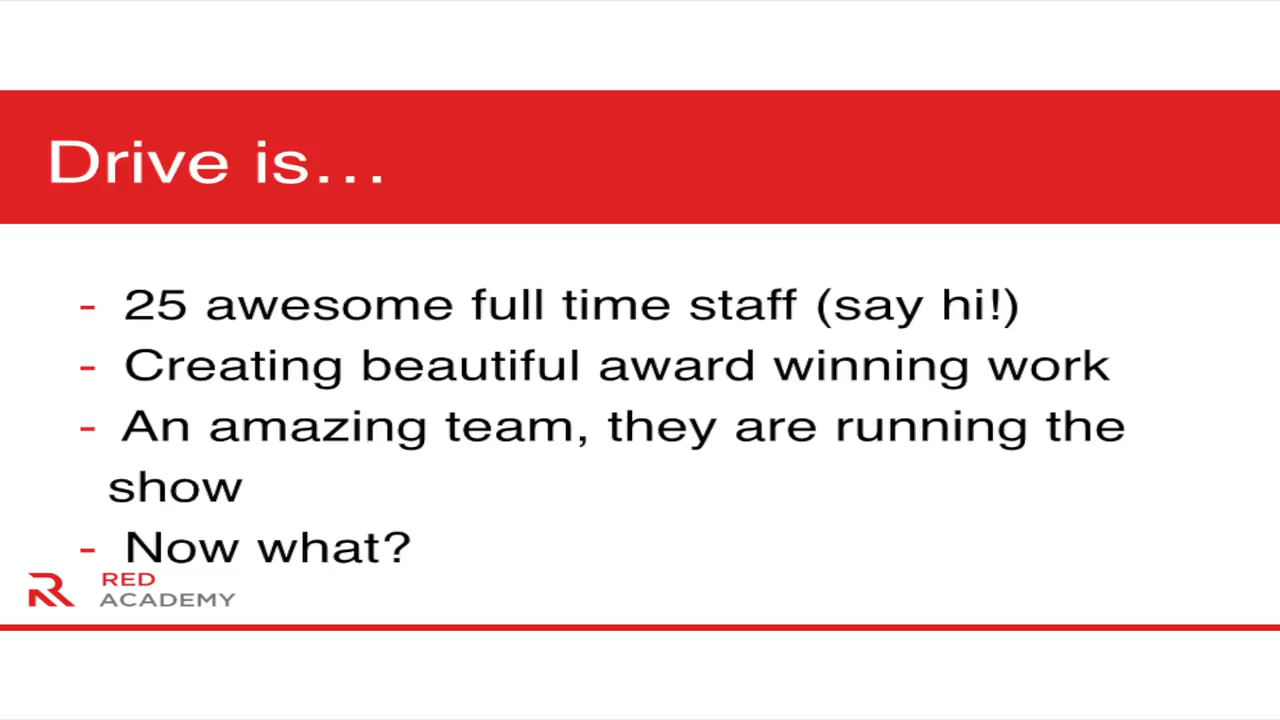 Drive is...
- 25 awesome full time staff (say hi!)
- Creating beautiful award winning work
- An amazing team, they are running the
show
- Now what?
RED
ACADEMY